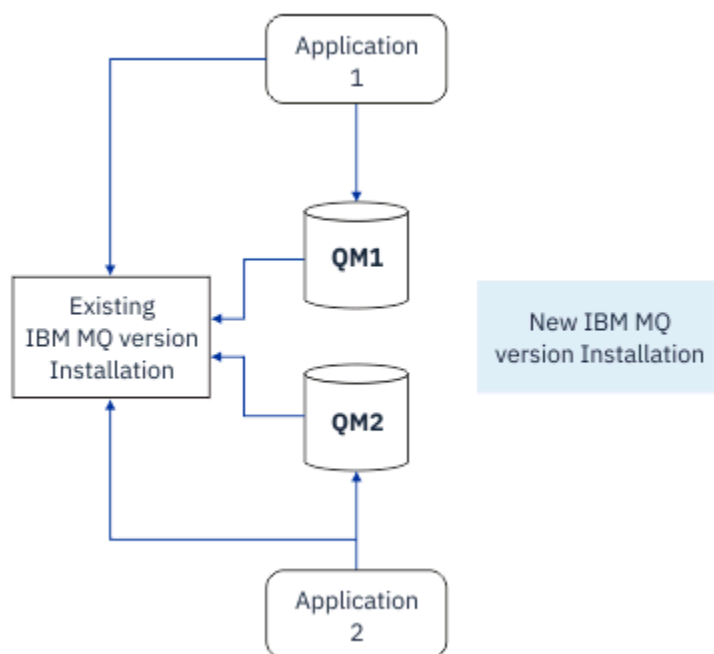 Application
1
QM1
Existing
IBM MQ version
Installation
New IBM MQ
version Installation
QM2
Application
2